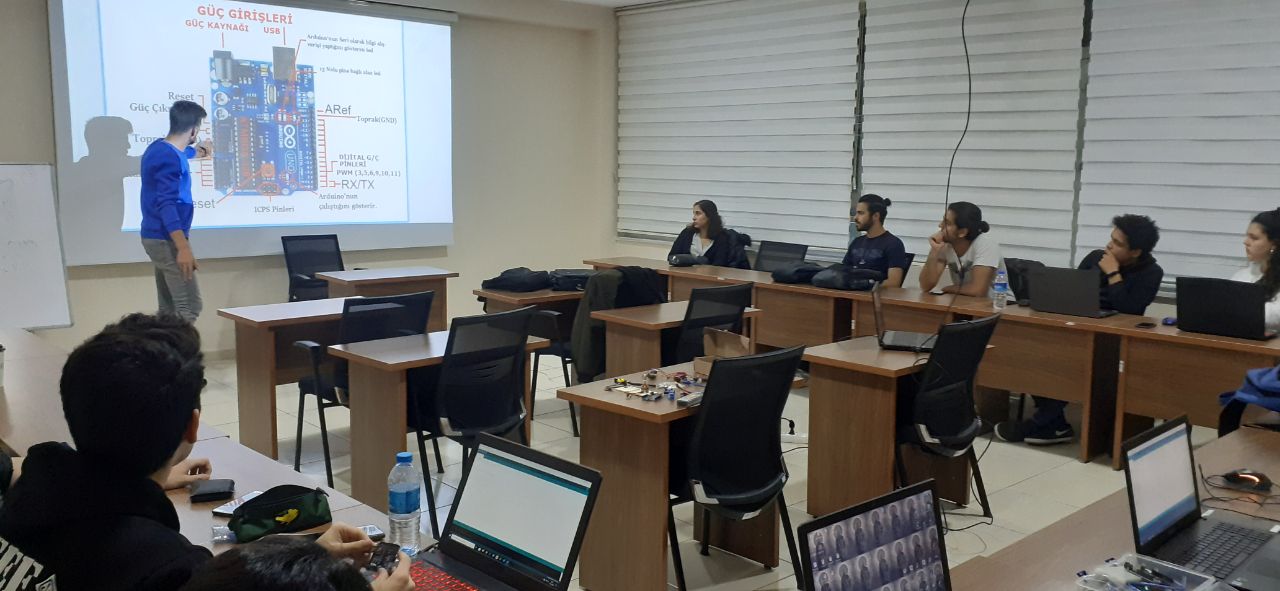 GÜÇ GİRİŞLERİ
GÜÇ KAYNAĞI USB
Arduino'nun Seri olarak bilgi alış
verişi yaptığını gösteren led
13 Nolu pine bağlı olan led
Reset
Güç Çık
ARef
Toprak(GND)
Toprak
DİJİTAL G/Ç
PİNLERİ
PWM (3,5,6,9,10,11)
RX/TX
eset
ICPS Pinleri
Arduino'nun
çalıştığını gösterir.
UNO